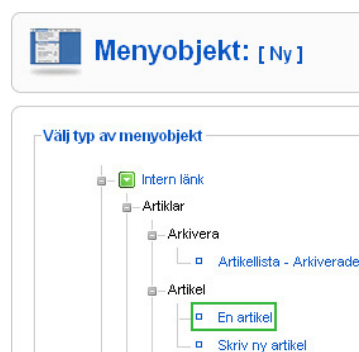 Menyobjekt: [ Ny ]
Välj typ av menyobjekt
Intern länk
Artiklar
Arkivera
Artikellista - Arkiverade
Artikel
En artikel
Skriv ny artikel